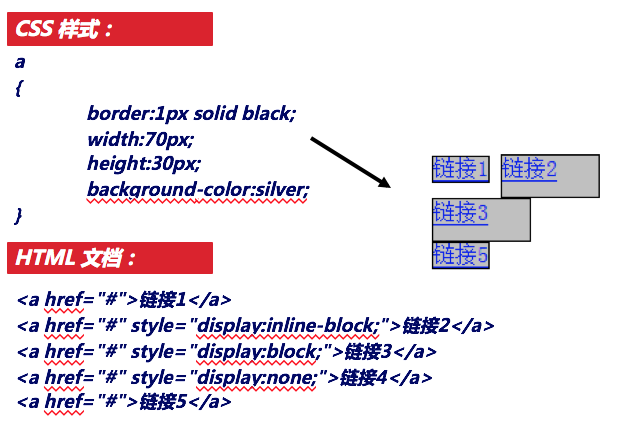 CSS 样式：
a
{
border:1px solid black;
width:70px;
height:30px;
background-color:silver;
}
链接1 链接2
链接3
链接5
HTML 文档：
<a href="#">链接1</a>
<a href="#" style="display:inline-block;">链接2</a>
<a href="#" style="display:block;">链接3</a>
<a href="#" style="display:none;">链接4</a>
<a href="#">链接5</a>